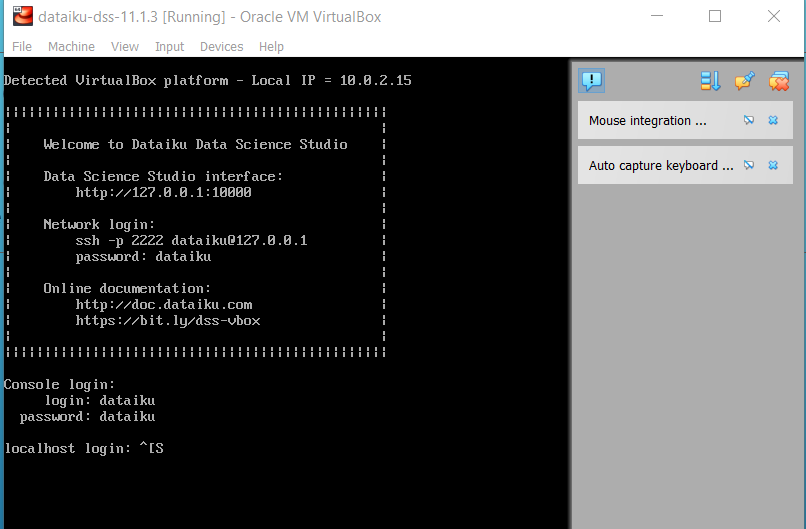 dataiku-dss-11.1.3 [Running] - Oracle VM VirtualBox
File Machine View Input Devices Help
Detected VirtualBox platform - Local IP = 10.0.2.15
Welcome to Dataiku Data Science Studio
Data Science Studio interface:
http://127.0.0.1:10000
Network login:
ssh -p 2222 dataiku@127.0.0.1
password: dataiku
Online documentation:
http://doc.dataiku.com
https://bit.ly/dss-vbox
Console login:
login: dataiku
password: dataiku
localhost login: ^[S
Mouse integration ...
Auto capture keyboard ...